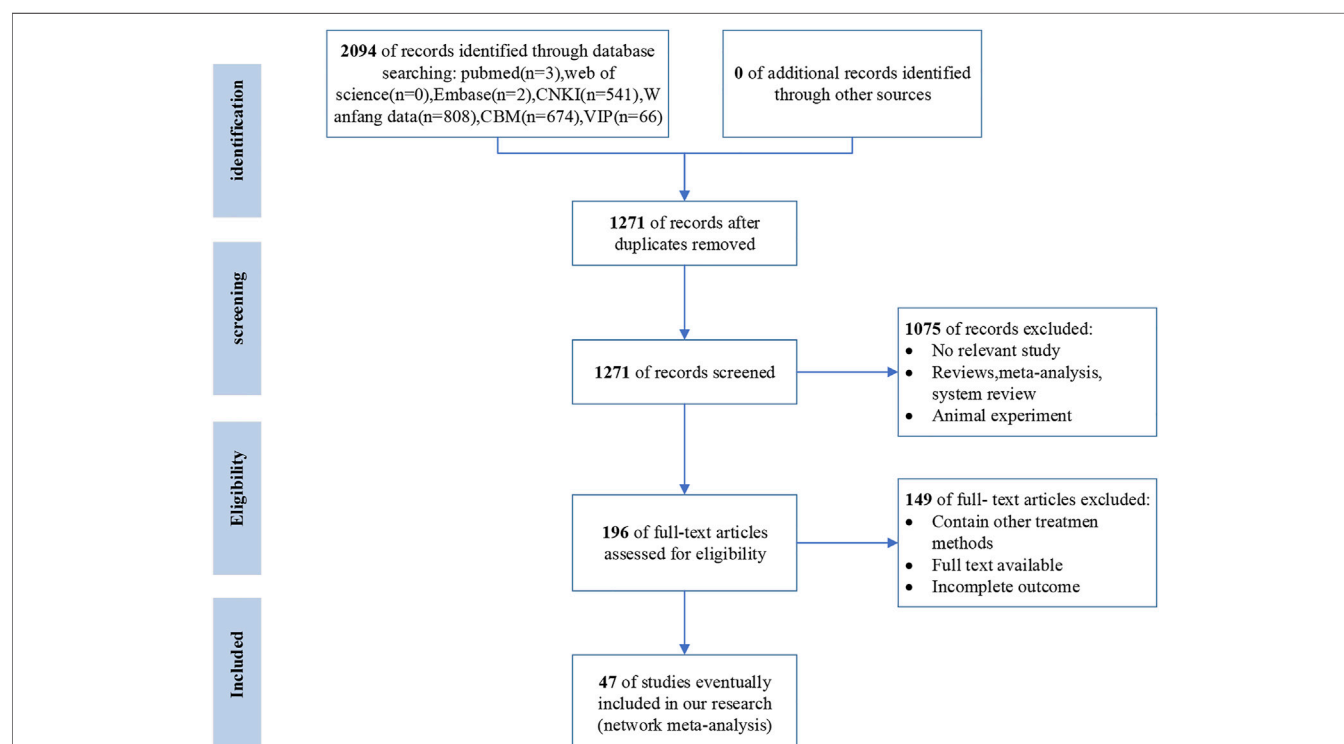 identification
2094 of records identified through database
searching: pubmed(n=3),web of
science(n=0),Embase(n=2),CNKI(n=541),W
anfang data(n=808),CBM(n=674),VIP(n=66)
0 of additional records identified
through other sources
1271 of records after
duplicates removed
screening
1271 of records screened
1075 of records excluded:
• No relevant study
• Reviews,meta-analysis,
system review
• Animal experiment
Eligibility
196 of full-text articles
assessed for eligibility
149 of full- text articles excluded:
• Contain other treatmen
methods
• Full text available
• Incomplete outcome
Included
47 of studies eventually
included in our research
(network meta-analysis)